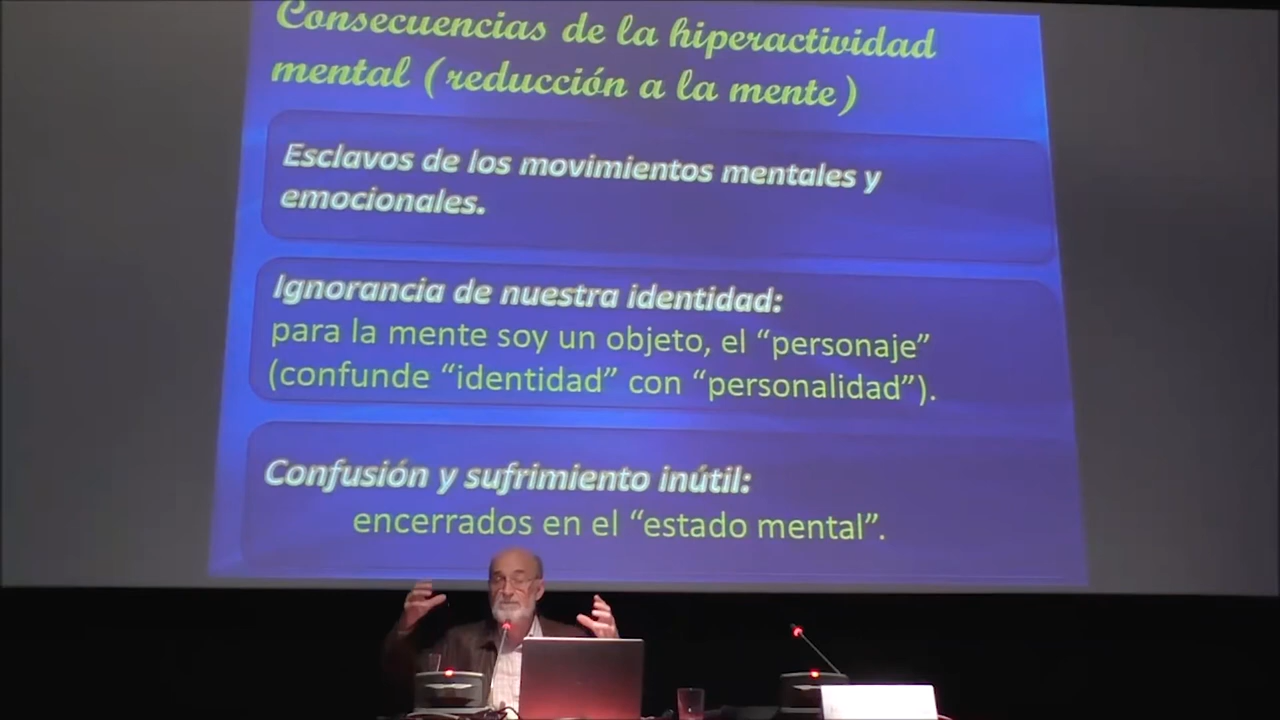 Consecuencias de la hiperactividad
mental (reducción a la mente)
Esclavos de los movimientos mentales y
emocionales.
Ignorancia de nuestra identidad:
para la mente soy un objeto, el “personaje”
(confunde “identidad” con “personalidad”).
Confusión y sufrimiento inútil:
encerrados en el “estado mental”.